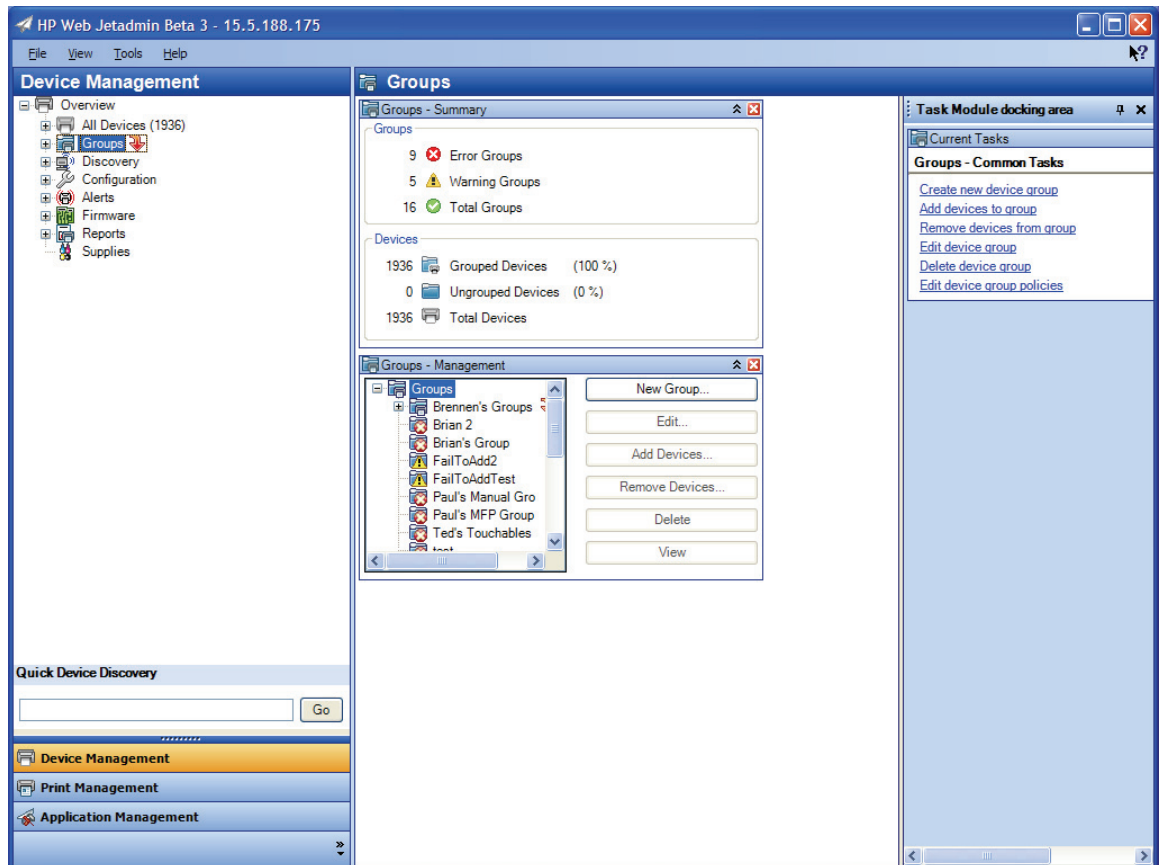 HP Web Jetadmin Beta 3 - 15.5.188.175
File View Tools Help
Device Management
Overview
All Devices (1936)
Groups
Discovery
Configuration
Alerts
Firmware
Reports
Supplies
Quick Device Discovery
Go
Device Management
Print Management
Application Management
Groups
Groups - Summary
Groups
9 Error Groups
5 Warning Groups
16 Total Groups
Devices
1936 Grouped Devices (100 %)
0 Ungrouped Devices (0 %)
1936 Total Devices
Groups - Management
Groups
Brennen's Groups
Brian 2
Brian's Group
FailToAdd2
FailToAddTest
Paul's Manual Gro
Paul's MFP Group
Ted's Touchables
New Group...
Edit...
Add Devices...
Remove Devices...
Delete
View
Task Module docking area
Current Tasks
Groups - Common Tasks
Create new device group
Add devices to group
Remove devices from group
Edit device group
Delete device group
Edit device group policies